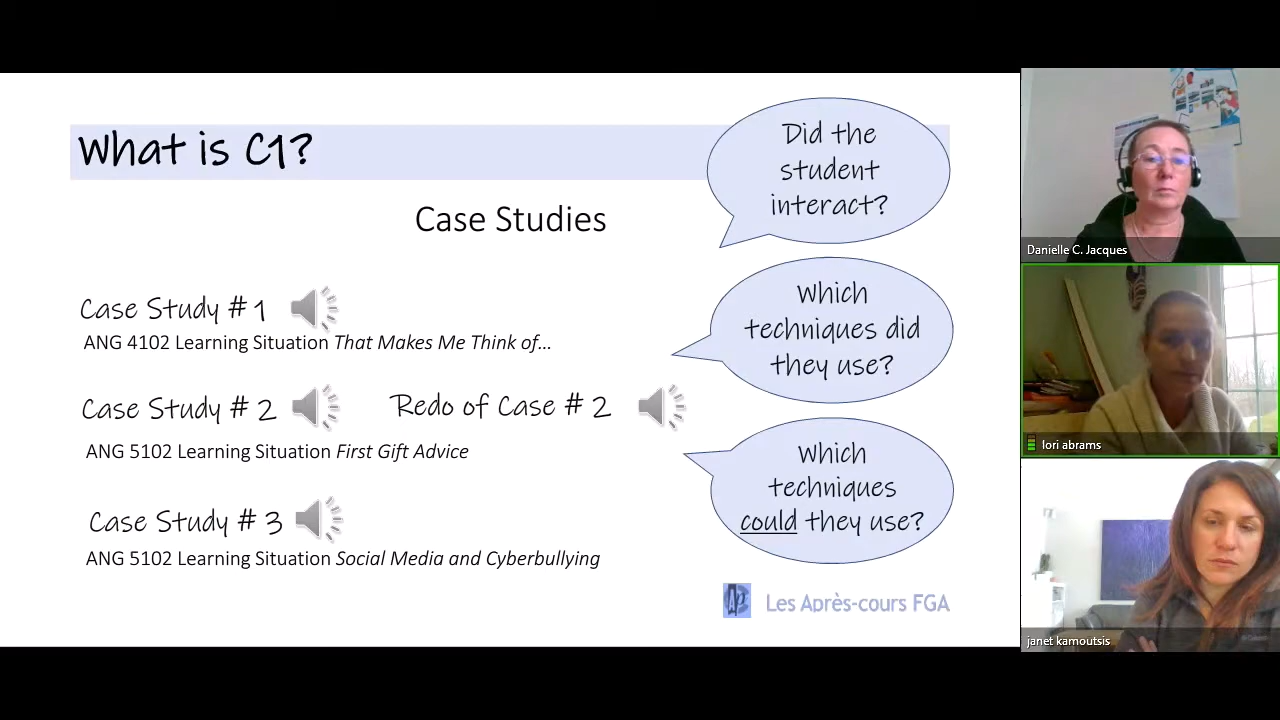 What is C1?
Case Studies
Case Study # 1
ANG 4102 Learning Situation That Makes Me Think of...
Case Study # 2
Redo of Case # 2
ANG 5102 Learning Situation First Gift Advice
Case Study # 3
ANG 5102 Learning Situation Social Media and Cyberbullying
Did the
student
interact?
Which
techniques did
they use?
Which
techniques
could they use?
Les Après-cours FGA
Danielle C. Jacques
lori abrams
janet kamoutsis